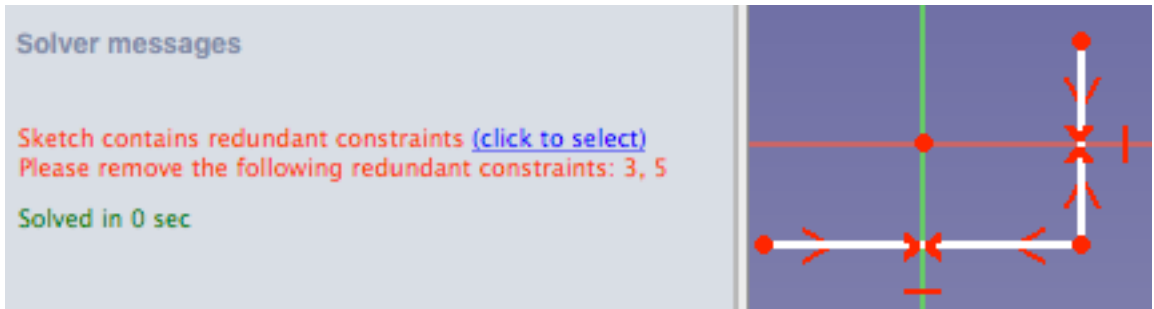 Solver messages
Sketch contains redundant constraints (click to select)
Please remove the following redundant constraints: 3, 5
Solved in 0 sec